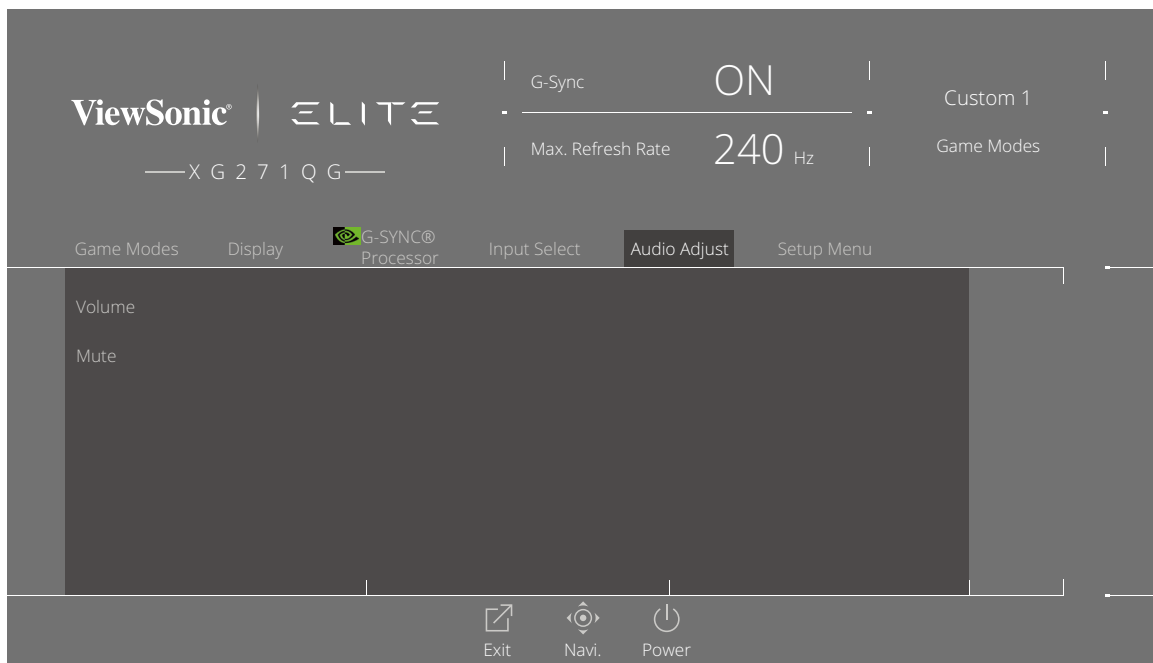 ViewSonic® ELITE
XG271QG
G-Sync ON
Max. Refresh Rate 240 Hz
Custom 1
Game Modes
Game Modes Display G-SYNC® Processor Input Select Audio Adjust Setup Menu
Volume
Mute
Exit Navi. Power